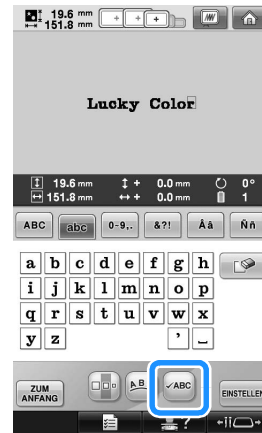 19.6 mm
151.8 mm
Lucky Color
19.6 mm + 0.0 mm 0°
151.8 mm + 0.0 mm 1
ABC abc 0-9,. &?! Åä Ññ
a b c d e f g h
i j k l m n o p
q r s t u v w x
y z ' _
ZUM ANFANG A B ✓ABC EINSTELLEN
?